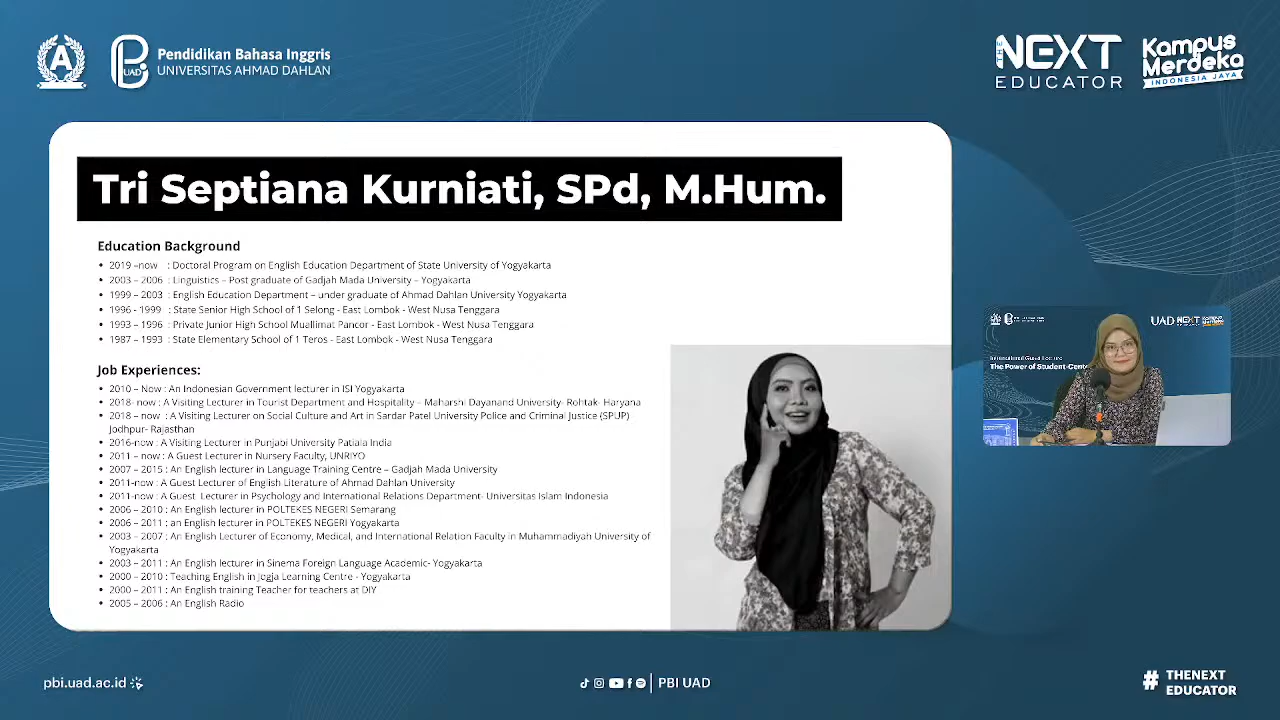 Pendidikan Bahasa Inggris
UNIVERSITAS AHMAD DAHLAN
UAD
THE NEXT
EDUCATOR
Kampus
Merdeka
INDONESIA JAYA
Tri Septiana Kurniati, SPd, M.Hum.
Education Background
• 2019 –now : Doctoral Program on English Education Department of State University of Yogyakarta
• 2003 – 2006 : Linguistics – Post graduate of Gadjah Mada University – Yogyakarta
• 1999 – 2003 : English Education Department – under graduate of Ahmad Dahlan University Yogyakarta
• 1996 - 1999 : State Senior High School of 1 Selong - East Lombok - West Nusa Tenggara
• 1993 – 1996 : Private Junior High School Muallimat Pancor - East Lombok - West Nusa Tenggara
• 1987 – 1993 : State Elementary School of 1 Teros - East Lombok - West Nusa Tenggara
Job Experiences:
• 2010 – Now : An Indonesian Government lecturer in ISI Yogyakarta
• 2018- now : A Visiting Lecturer in Tourist Department and Hospitality – Maharshi Dayanand University- Rohtak- Haryana
• 2018 – now : A Visiting Lecturer on Social Culture and Art in Sardar Patel University Police and Criminal Justice (SPUP)
Jodhpur- Rajasthan
• 2016-now : A Visiting Lecturer in Punjabi University Patiala India
• 2011 – now : A Guest Lecturer in Nursery Faculty, UNRIYO
• 2007 – 2015 : An English lecturer in Language Training Centre – Gadjah Mada University
• 2011-now : A Guest Lecturer of English Literature of Ahmad Dahlan University
• 2011-now : A Guest Lecturer in Psychology and International Relations Department- Universitas Islam Indonesia
• 2006 – 2010 : An English lecturer in POLTEKES NEGERI Semarang
• 2006 – 2011 : an English lecturer in POLTEKES NEGERI Yogyakarta
• 2003 – 2007 : An English Lecturer of Economy, Medical, and International Relation Faculty in Muhammadiyah University of
Yogyakarta
• 2003 – 2011 : An English lecturer in Sinema Foreign Language Academic- Yogyakarta
• 2000 – 2010 : Teaching English in Jogja Learning Centre - Yogyakarta
• 2000 – 2011 : An English training Teacher for teachers at DIY
• 2005 – 2006 : An English Radio
UAD NEXT
International Guest Lecture
The Power of Student-Cente
pbi.uad.ac.id
PBI UAD
# THENEXT
EDUCATOR